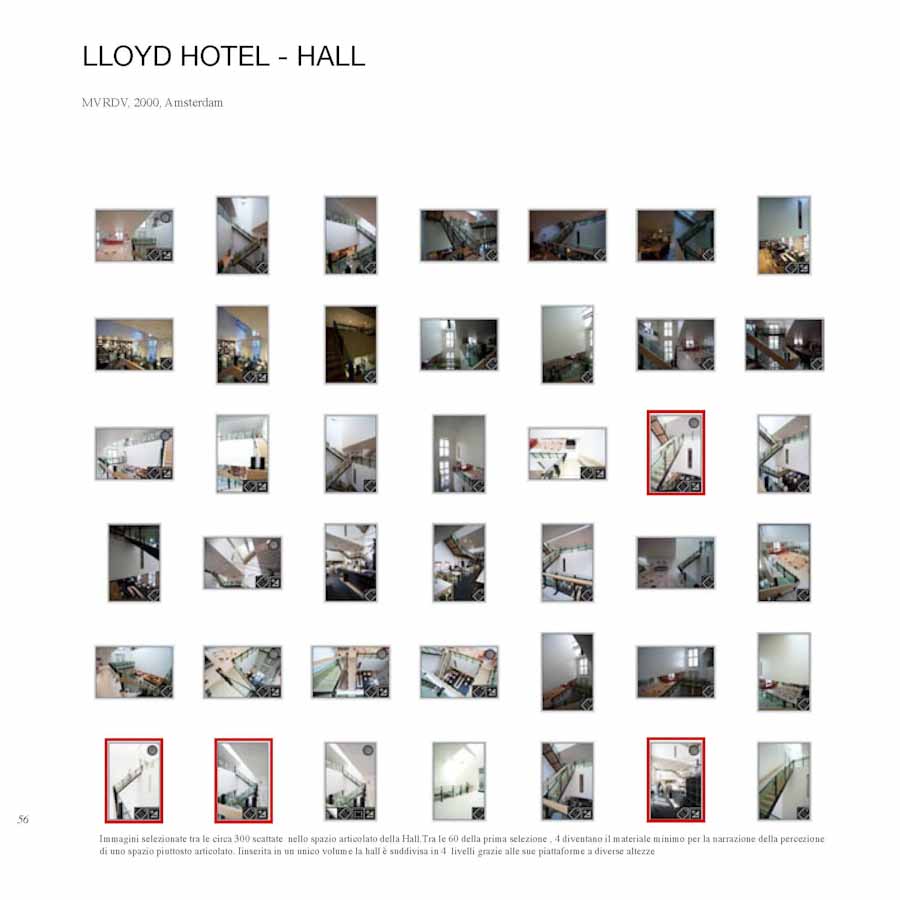 LLOYD HOTEL - HALL
MVRDV, 2000, Amsterdam
56
Immagini selezionate tra le circa 300 scattate nello spazio articolato della Hall.Tra le 60 della prima selezione , 4 diventano il materiale minimo per la narrazione della percezione
di uno spazio piuttosto articolato. Iinserita in un unico volume la hall è suddivisa in 4 livelli grazie alle sue piattaforme a diverse altezze